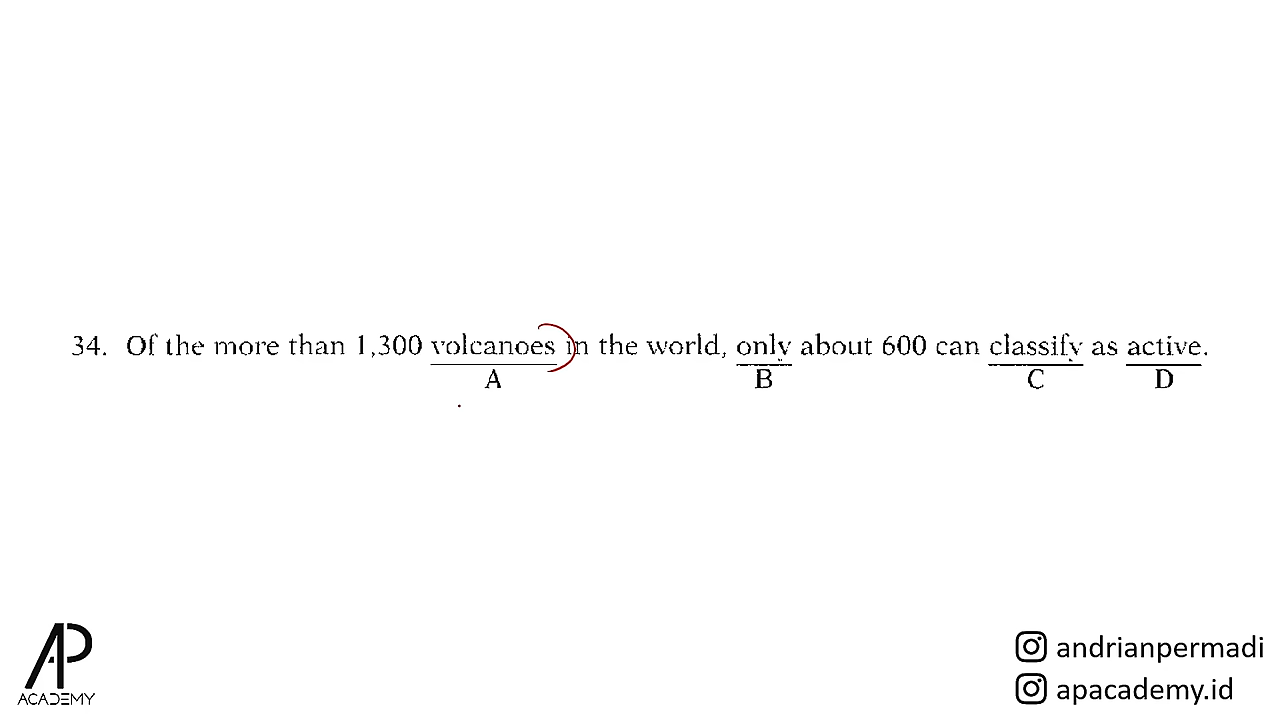 34. Of the more than 1,300 volcanoes in the world, only about 600 can classify as active.
A B C D
AP
ACADEMY
andrianpermadi
apacademy.id